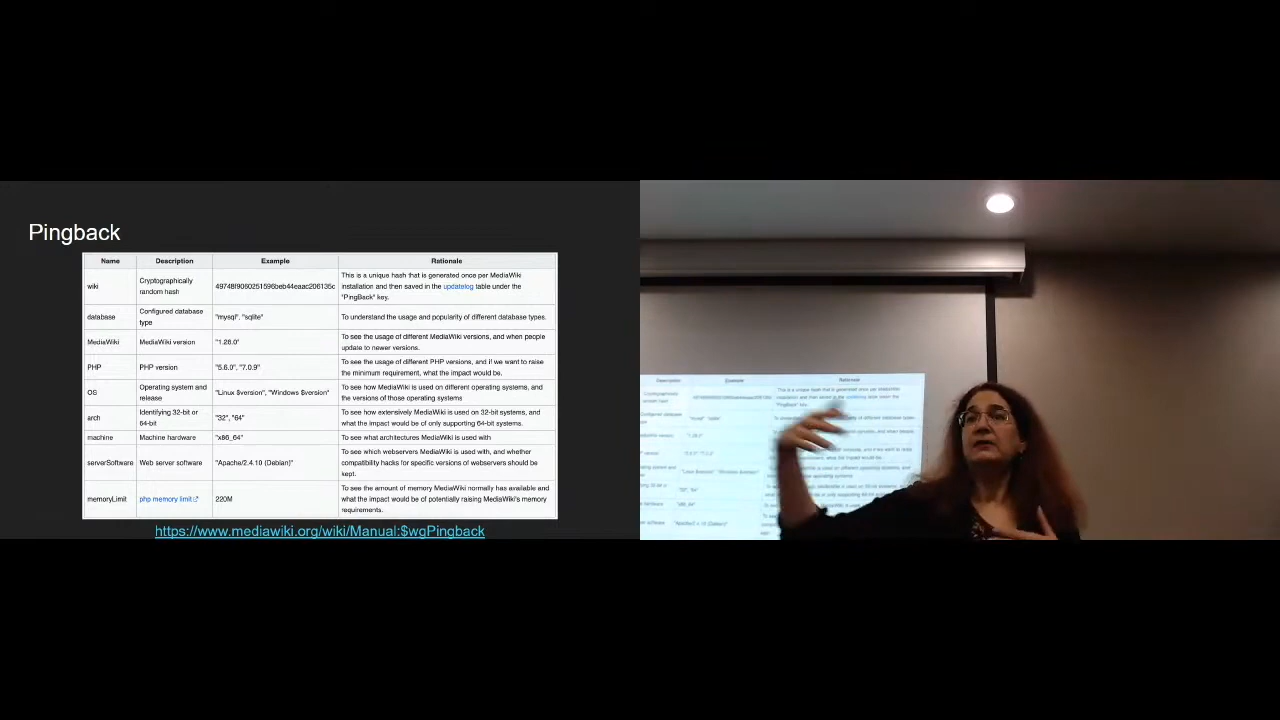 Pingback
Name Description Example Rationale
wiki
Cryptographically
random hash
This is a unique hash that is generated once per MediaWiki
installation and then saved in the updatelog table under the
"PingBack" key.
database
Configured database
type
"mysql", "sqlite"
To understand the usage and popularity of different database types.
MediaWiki
MediaWiki version
"1.28.0"
To see the usage of different MediaWiki versions, and when people
update to newer versions.
PHP
PHP version
"5.6.0", "7.0.9"
To see the usage of different PHP versions, and if we want to raise
the minimum requirement, what the impact would be.
OS
Operating system and
release
"Linux $version", "Windows $version"
To see how MediaWiki is used on different operating systems, and
the versions of those operating systems
arch
Identifying 32-bit or
64-bit
"32", "64"
To see how extensively MediaWiki is used on 32-bit systems, and
what the impact would be of only supporting 64-bit systems.
machine
Machine hardware
"x86_64"
To see what architectures MediaWiki is used with
serverSoftware
Web server software
"Apache/2.4.10 (Debian)"
To see which webservers MediaWiki is used with, and whether
compatibility hacks for specific versions of webservers should be
kept.
memoryLimit
php memory limit
220M
To see the amount of memory MediaWiki normally has available and
what the impact would be of potentially raising MediaWiki's memory
requirements.
https://www.mediawiki.org/wiki/Manual:$wgPingback
Description Example Rationale